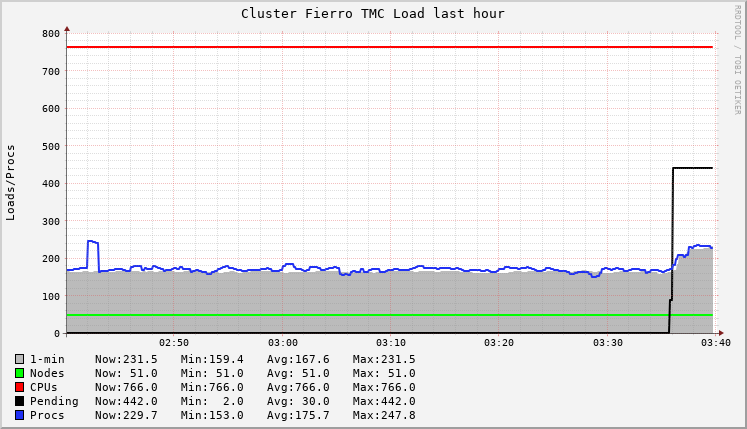 Cluster Fierro TMC Load last hour
RRDTOOL / TOBI OETIKER
Loads/Procs
800
700
600
500
400
300
200
100
0
02:50 03:00 03:10 03:20 03:30 03:40
1-min Now:231.5 Min:159.4 Avg:167.6 Max:231.5
Nodes Now: 51.0 Min: 51.0 Avg: 51.0 Max: 51.0
CPUs Now:766.0 Min:766.0 Avg:766.0 Max:766.0
Pending Now:442.0 Min: 2.0 Avg: 30.0 Max:442.0
Procs Now:229.7 Min:153.0 Avg:175.7 Max:247.8